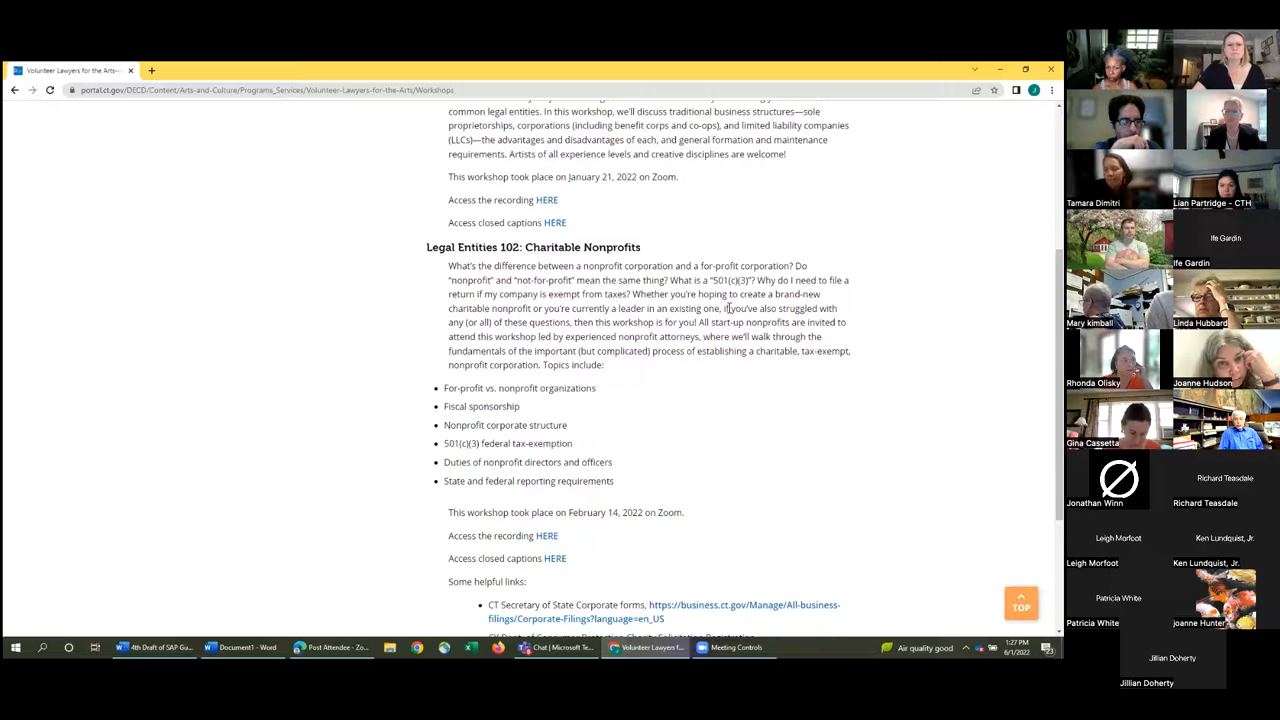 Volunteer Lawyers for the Arts--
portal.ct.gov/DECD/Content/Arts-and-Culture/Programs_Services/Volunteer-Lawyers-for-the-Arts/Workshops
J
common legal entities. In this workshop, we'll discuss traditional business structures—sole
proprietorships, corporations (including benefit corps and co-ops), and limited liability companies
(LLCs)—the advantages and disadvantages of each, and general formation and maintenance
requirements. Artists of all experience levels and creative disciplines are welcome!
This workshop took place on January 21, 2022 on Zoom.
Access the recording HERE
Access closed captions HERE
Legal Entities 102: Charitable Nonprofits
What's the difference between a nonprofit corporation and a for-profit corporation? Do
“nonprofit” and “not-for-profit” mean the same thing? What is a “501(c)(3)”? Why do I need to file a
return if my company is exempt from taxes? Whether you're hoping to create a brand-new
charitable nonprofit or you're currently a leader in an existing one, if you've also struggled with
any (or all) of these questions, then this workshop is for you! All start-up nonprofits are invited to
attend this workshop led by experienced nonprofit attorneys, where we'll walk through the
fundamentals of the important (but complicated) process of establishing a charitable, tax-exempt,
nonprofit corporation. Topics include:
For-profit vs. nonprofit organizations
Fiscal sponsorship
Nonprofit corporate structure
501(c)(3) federal tax-exemption
Duties of nonprofit directors and officers
State and federal reporting requirements
This workshop took place on February 14, 2022 on Zoom.
Access the recording HERE
Access closed captions HERE
Some helpful links:
CT Secretary of State Corporate forms, https://business.ct.gov/Manage/All-business-
filings/Corporate-Filings?language=en_US
TOP
4th Draft of SAP Gu...
Document1 - Word
Post Attendee - Zo...
Chat | Microsoft Te...
Volunteer Lawyers f...
Meeting Controls
Air quality good
1:27 PM
6/1/2022
23
Tamara Dimitri
Lian Partridge - CTH
Ife Gardin
Ife Gardin
Mary kimball
Linda Hubbard
Rhonda Olisky
Joanne Hudson
Gina Cassetta
Jonathan Winn
Richard Teasdale
Richard Teasdale
Leigh Morfoot
Leigh Morfoot
Ken Lundquist, Jr.
Ken Lundquist, Jr.
Patricia White
Patricia White
joanne Hunter
Jillian Doherty
Jillian Doherty